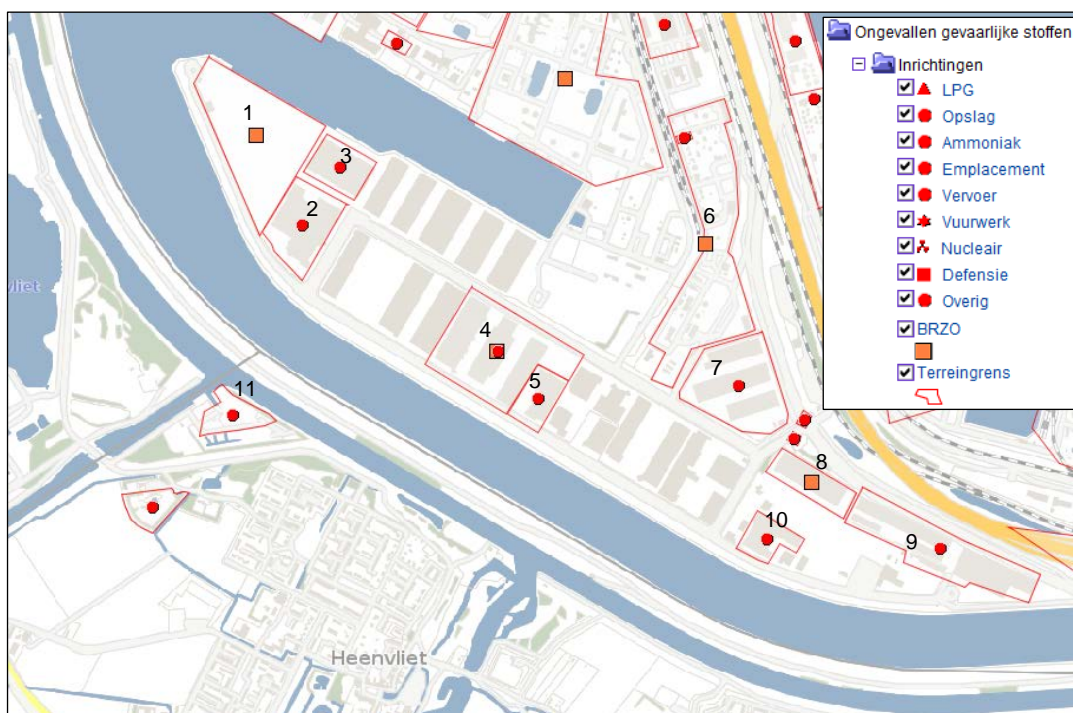 Ongevallen gevaarlijke stoffen
Inrichtingen
LPG
Opslag
Ammoniak
Emplacement
Vervoer
Vuurwerk
Nucleair
Defensie
Overig
BRZO
Terreingrens
1
3
2
6
vliet
4
5
7
11
8
10
9
Heenvliet